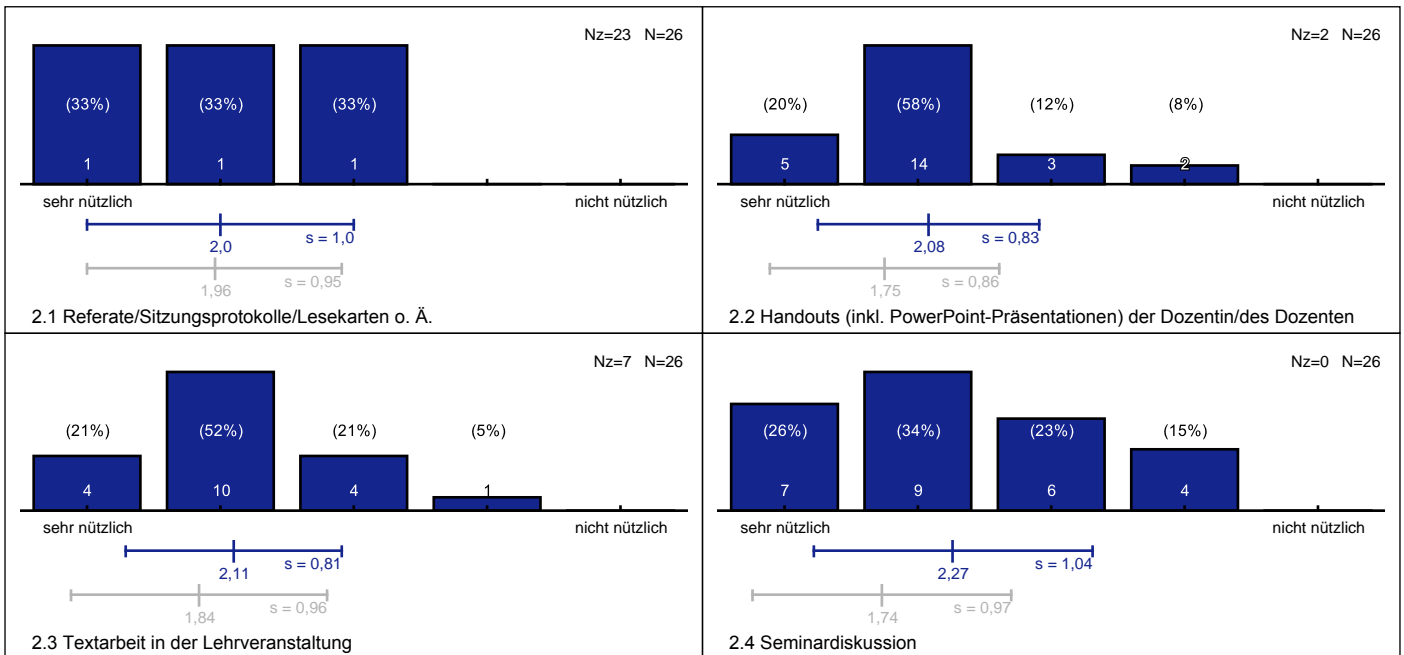 Nz=23 N=26
(33%) (33%) (33%)
1 1 1
sehr nützlich nicht nützlich
2,0 s = 1,0
1,96 s = 0,95
2.1 Referate/Sitzungsprotokolle/Lesekarten o. Ä.
Nz=2 N=26
(20%) (58%) (12%) (8%)
5 14 3 2
sehr nützlich nicht nützlich
2,08 s = 0,83
1,75 s = 0,86
2.2 Handouts (inkl. PowerPoint-Präsentationen) der Dozentin/des Dozenten
Nz=7 N=26
(21%) (52%) (21%) (5%)
4 10 4 1
sehr nützlich nicht nützlich
2,11 s = 0,81
1,84 s = 0,96
2.3 Textarbeit in der Lehrveranstaltung
Nz=0 N=26
(26%) (34%) (23%) (15%)
7 9 6 4
sehr nützlich nicht nützlich
2,27 s = 1,04
1,74 s = 0,97
2.4 Seminardiskussion